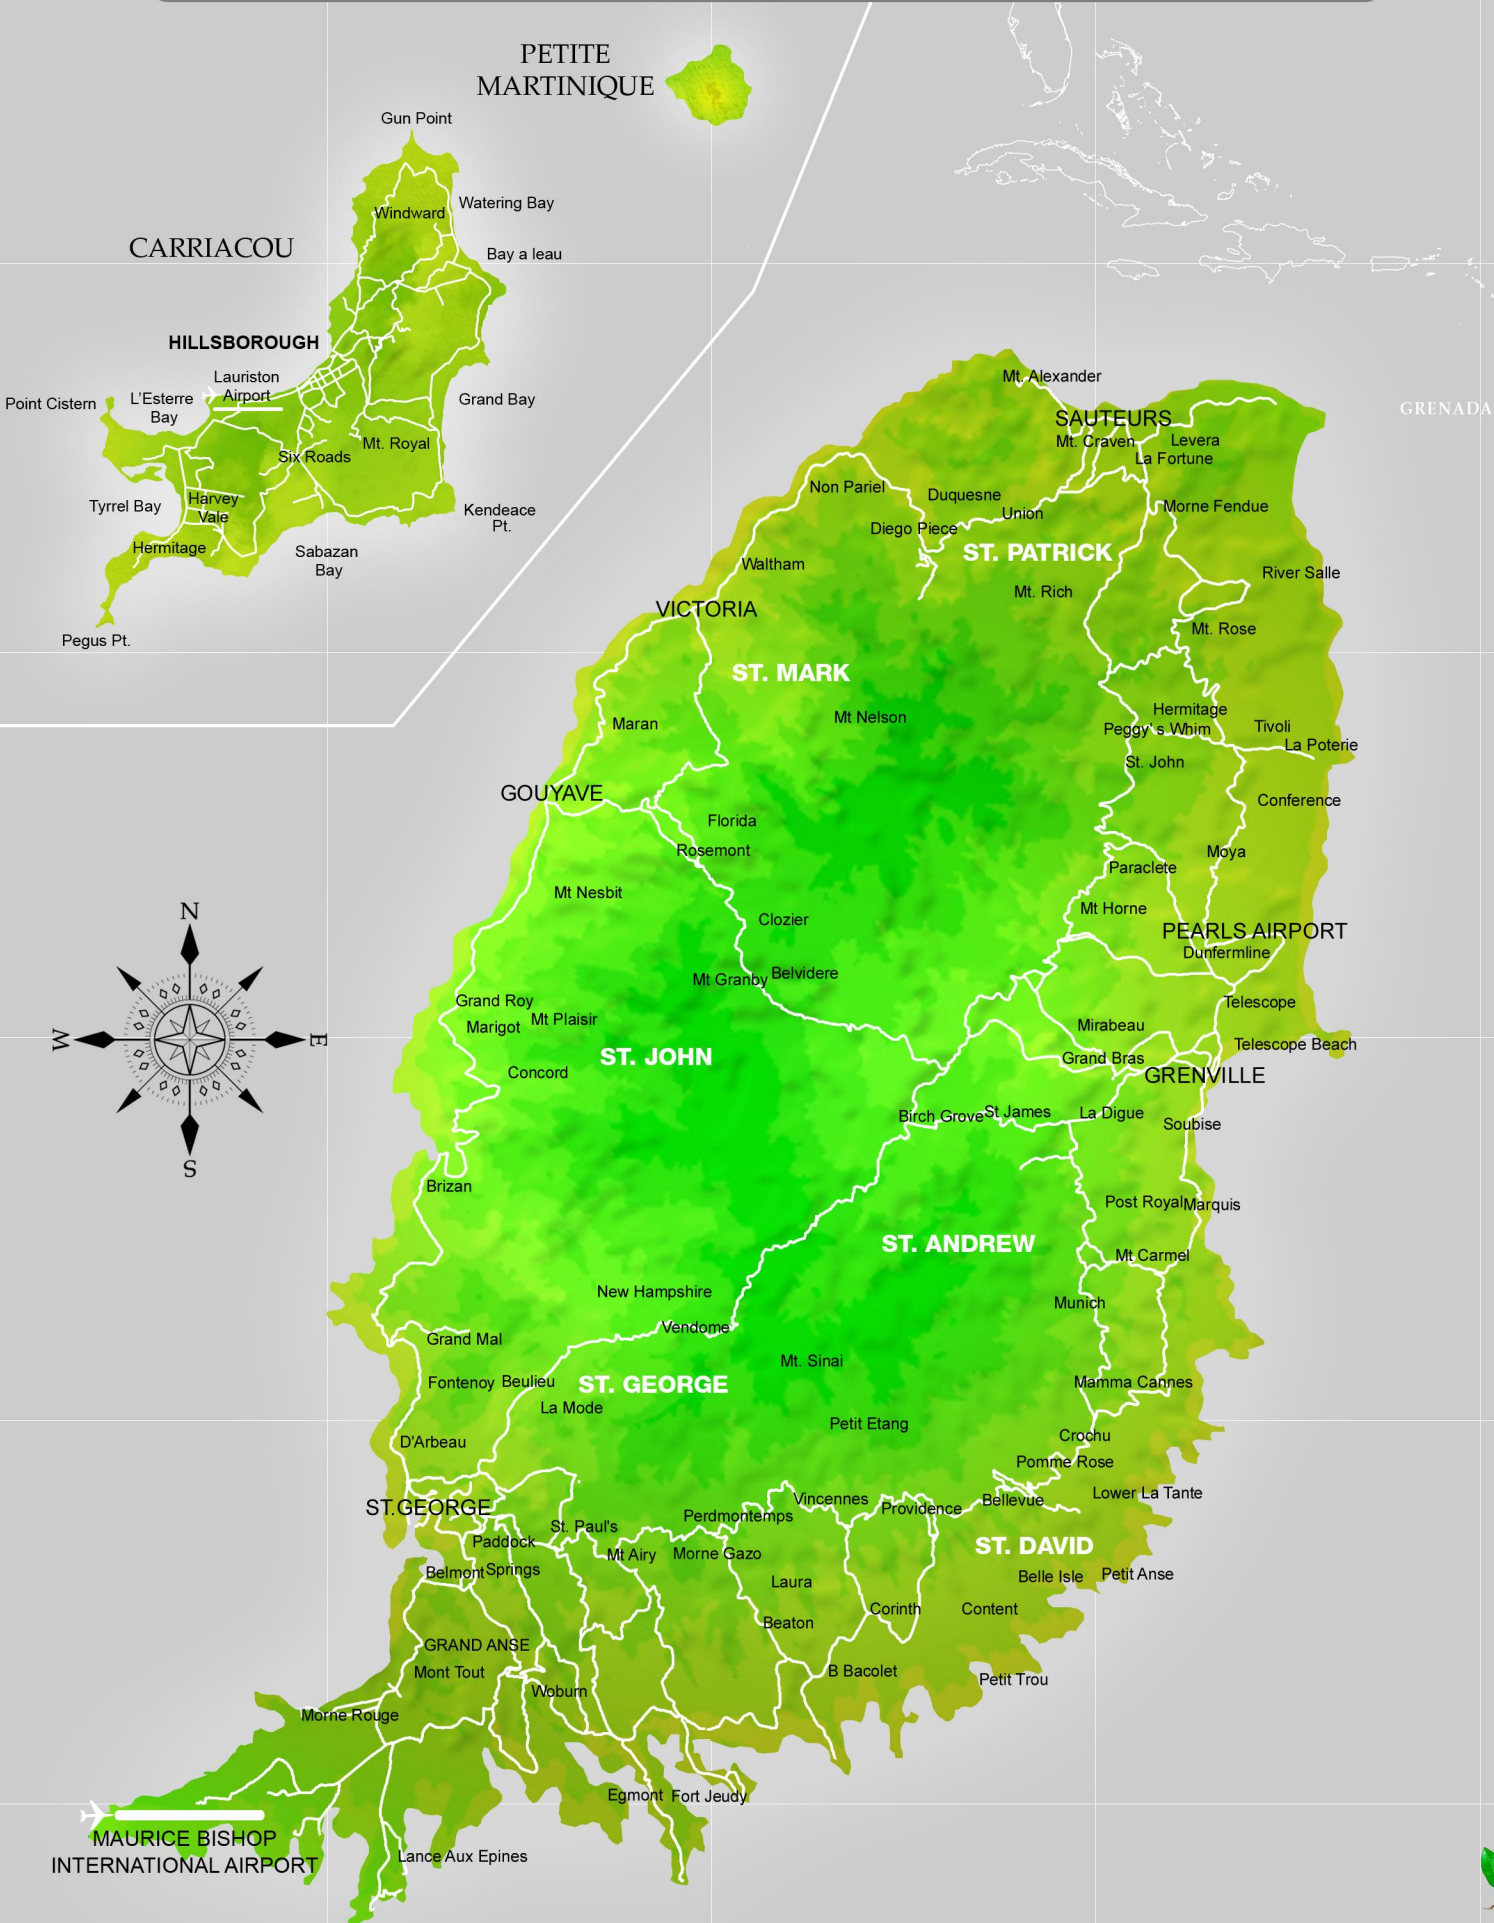 PETITE
MARTINIQUE
Gun Point
Watering Bay
Windward
CARRIACOU
Bay a leau
HILLSBOROUGH
Lauriston
Airport
L'Esterre
Bay
Point Cistern
Grand Bay
Mt. Royal
Six Roads
Harvey
Vale
Tyrrel Bay
Kendeace
Pt.
Hermitage
Sabazan
Bay
Pegus Pt.
GRENADA
Mt. Alexander
SAUTEURS
Mt. Craven
Levera
La Fortune
Non Pariel
Duquesne
Union
Morne Fendue
Diego Piece
ST. PATRICK
Waltham
River Salle
Mt. Rich
VICTORIA
Mt. Rose
ST. MARK
Mt Nelson
Hermitage
Maran
Peggy' s Whim
Tivoli
La Poterie
St. John
GOUYAVE
Conference
Florida
Rosemont
Moya
Paraclete
Mt Nesbit
Mt Horne
Clozier
PEARLS AIRPORT
Dunfermline
Mt Granby
Belvidere
Grand Roy
Telescope
Marigot
Mt Plaisir
Mirabeau
N
W
E
S
Telescope Beach
ST. JOHN
Grand Bras
Concord
GRENVILLE
Birch Grove
St James
La Digue
Soubise
Brizan
Post Royal
Marquis
ST. ANDREW
Mt Carmel
New Hampshire
Munich
Vendome
Grand Mal
Mt. Sinai
Fontenoy
Beulieu
ST. GEORGE
Mamma Cannes
La Mode
Petit Etang
D'Arbeau
Crochu
Pomme Rose
ST.GEORGE
Vincennes
Providence
Bellevue
Lower La Tante
Perdmontemps
St. Paul's
Paddock
ST. DAVID
Mt Airy
Morne Gazo
Belmont
Springs
Laura
Belle Isle
Petit Anse
Beaton
Corinth
Content
GRAND ANSE
Mont Tout
B Bacolet
Petit Trou
Woburn
Morne Rouge
Egmont
Fort Jeudy
MAURICE BISHOP
INTERNATIONAL AIRPORT
Lance Aux Epines